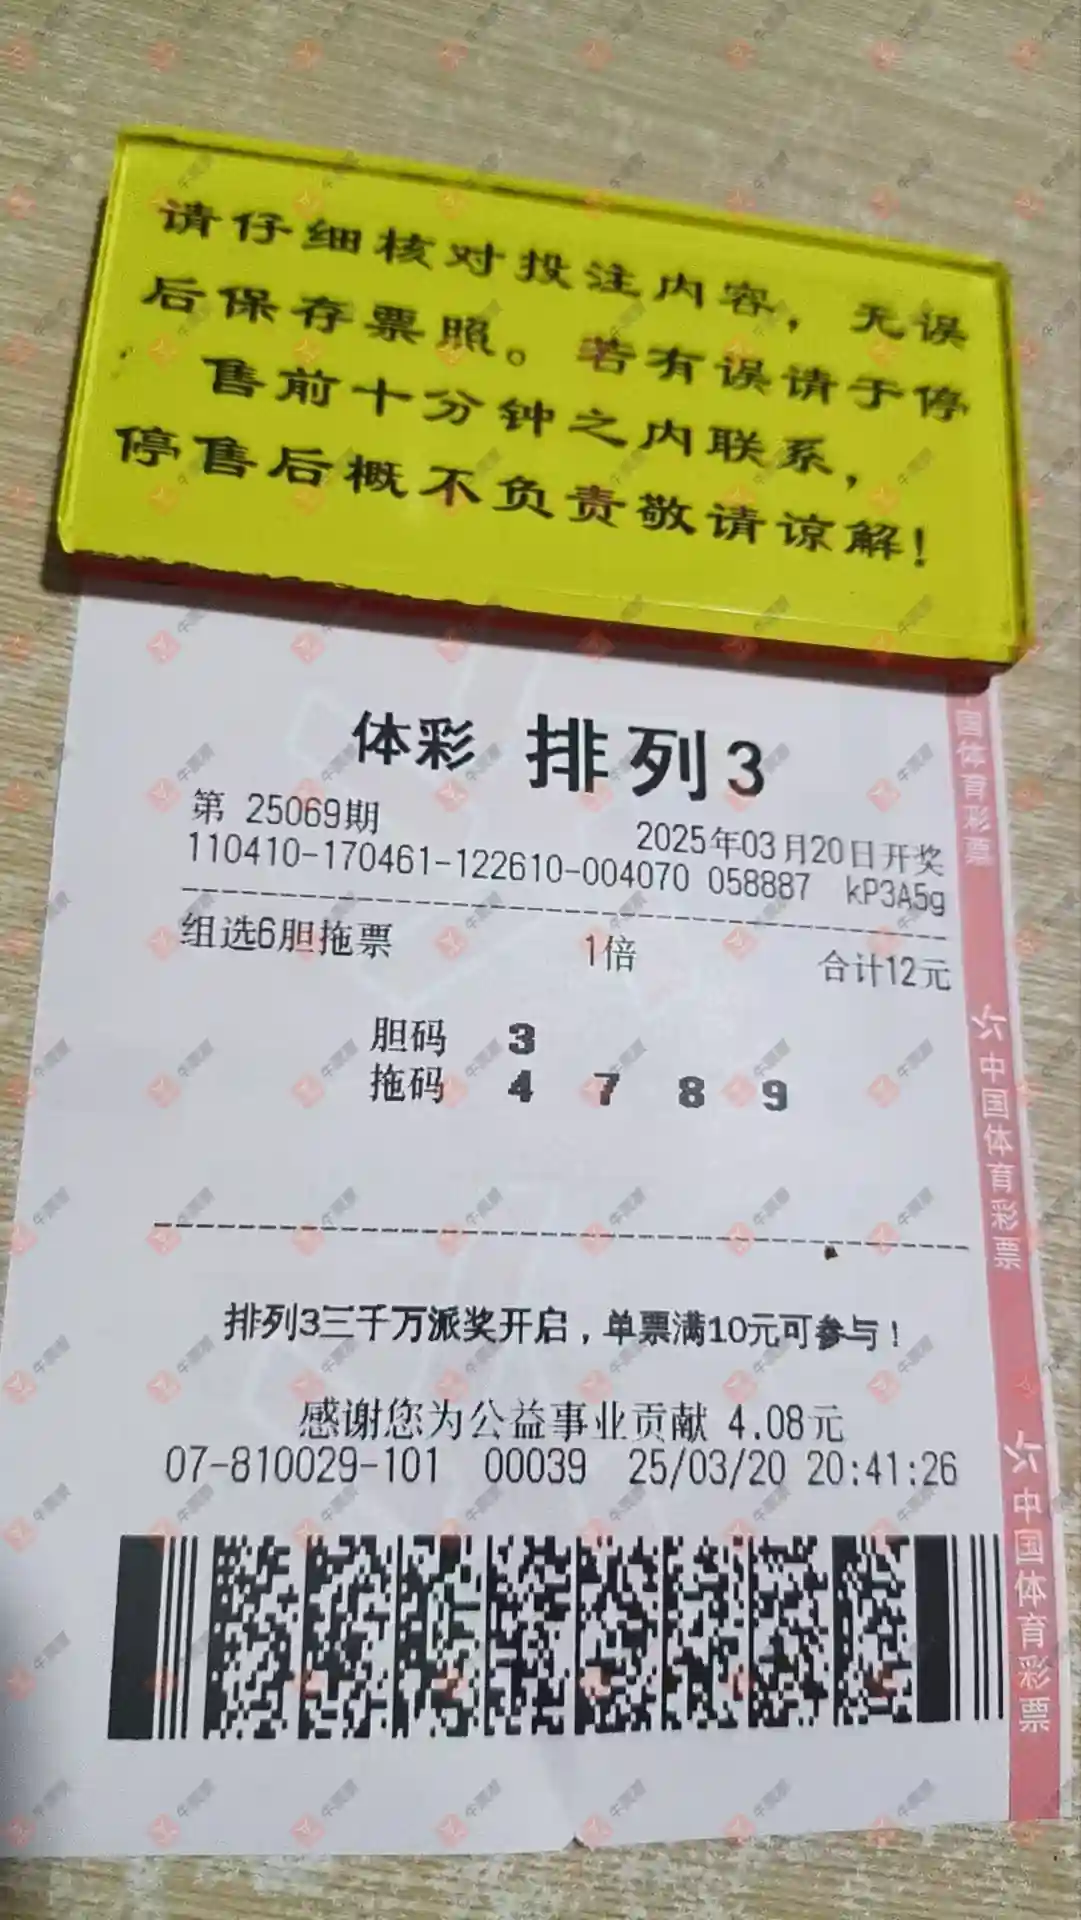 请仔细核对投注内容，无误
后保存票照。若有误请于停
售前十分钟之内联系，
停售后概不负责敬请谅解！
体彩 排列3
第 25069期
2025年03月20日开奖
110410-170461-122610-004070 058887 kP3A5g
组选6胆拖票 1倍 合计12元
胆码 3
拖码 4 7 8 9
排列3三千万派奖开启，单票满10元可参与！
感谢您为公益事业贡献 4.08元
07-810029-101 00039 25/03/20 20:41:26
国体育彩票
中国体育彩票
中国体育彩票